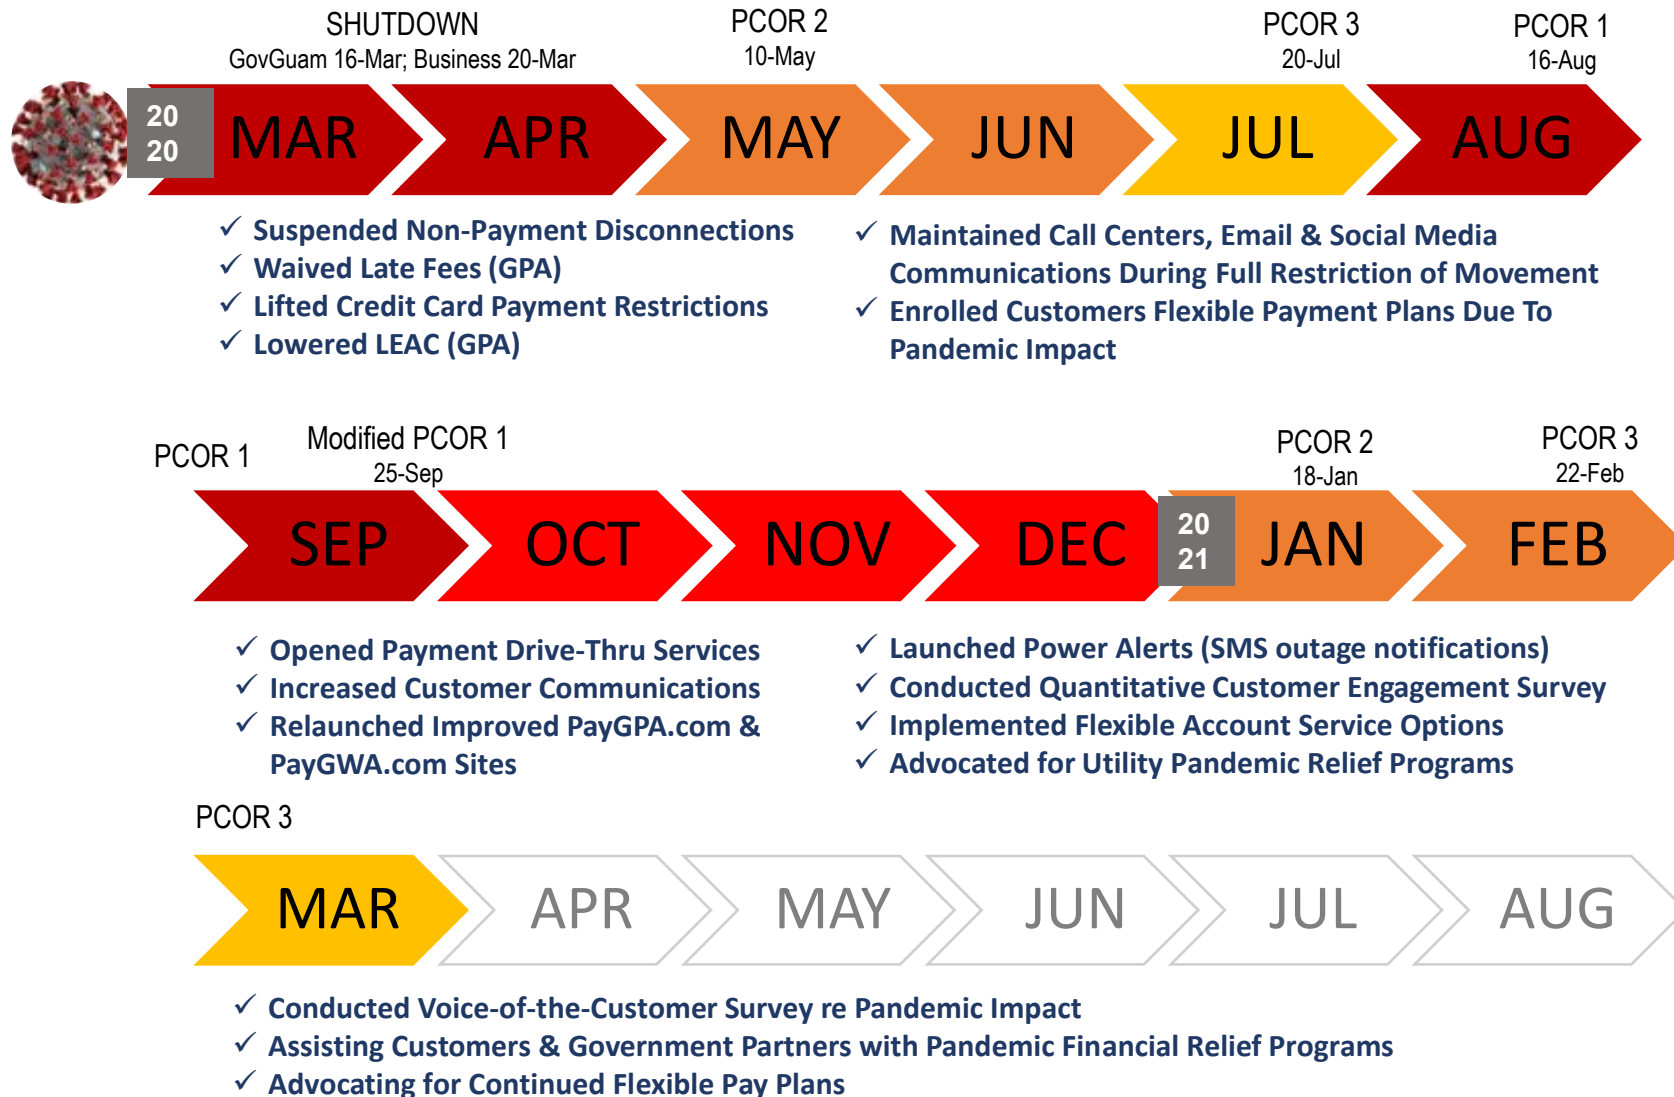 SHUTDOWN
GovGuam 16-Mar; Business 20-Mar
PCOR 2
10-May
PCOR 3
20-Jul
PCOR 1
16-Aug
20
20
MAR
APR
MAY
JUN
JUL
AUG
✓ Suspended Non-Payment Disconnections
✓ Waived Late Fees (GPA)
✓ Lifted Credit Card Payment Restrictions
✓ Lowered LEAC (GPA)
✓ Maintained Call Centers, Email & Social Media
Communications During Full Restriction of Movement
✓ Enrolled Customers Flexible Payment Plans Due To
Pandemic Impact
PCOR 1
Modified PCOR 1
25-Sep
PCOR 2
18-Jan
PCOR 3
22-Feb
SEP
OCT
NOV
DEC
20
21
JAN
FEB
✓ Opened Payment Drive-Thru Services
✓ Increased Customer Communications
✓ Relaunched Improved PayGPA.com &
PayGWA.com Sites
✓ Launched Power Alerts (SMS outage notifications)
✓ Conducted Quantitative Customer Engagement Survey
✓ Implemented Flexible Account Service Options
✓ Advocated for Utility Pandemic Relief Programs
PCOR 3
MAR
APR
MAY
JUN
JUL
AUG
✓ Conducted Voice-of-the-Customer Survey re Pandemic Impact
✓ Assisting Customers & Government Partners with Pandemic Financial Relief Programs
✓ Advocating for Continued Flexible Pay Plans